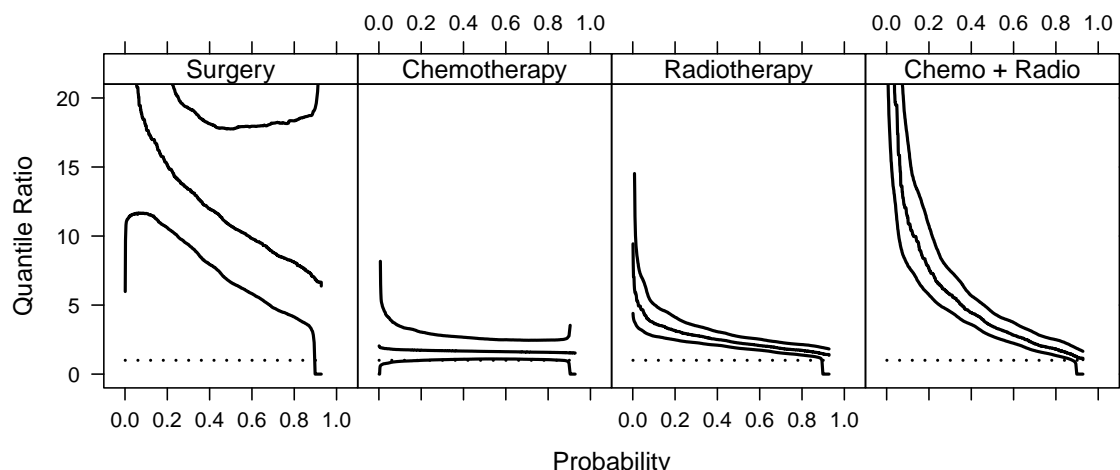 0.0 0.2 0.4 0.6 0.8 1.0
0.0 0.2 0.4 0.6 0.8 1.0
Surgery
Chemotherapy
Radiotherapy
Chemo + Radio
20
15
10
5
0
Quantile Ratio
0.0 0.2 0.4 0.6 0.8 1.0
0.0 0.2 0.4 0.6 0.8 1.0
Probability